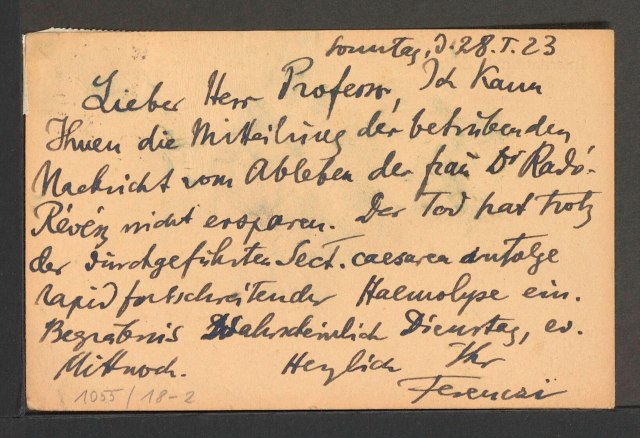 Sonntag, d. 28.I.23
Lieber Herr Professor, Ich kann
Ihnen die Mitteilung der betrübenden
Nachricht vom Ableben der frau Dr Radó-
Révész nicht ersparen. Der Tod hat trotz
der durchgeführten Sect. caesarea infolge
rapid fortschreitender Haemolyse ein.
Begräbnis Wahrscheinlich Dienstag, ev.
Mittwoch. Herzlich Ihr
Ferenczi
1055/18-2